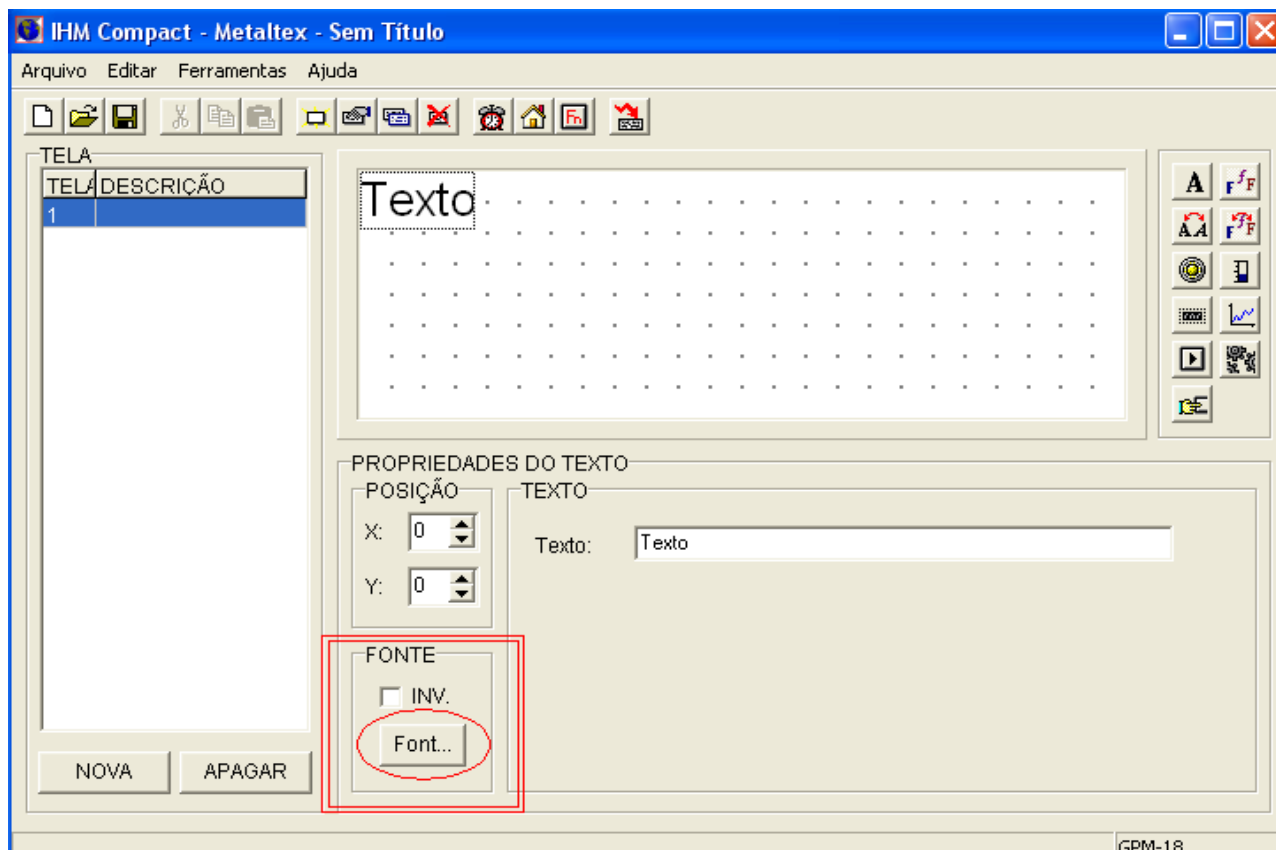 IHM Compact - Metaltex - Sem Título
Arquivo Editar Ferramentas Ajuda
TELA
TELA DESCRIÇÃO
1
Texto
PROPRIEDADES DO TEXTO
POSIÇÃO
X: 0
Y: 0
TEXTO
Texto: Texto
FONTE
INV.
Font...
NOVA APAGAR
GPM-18